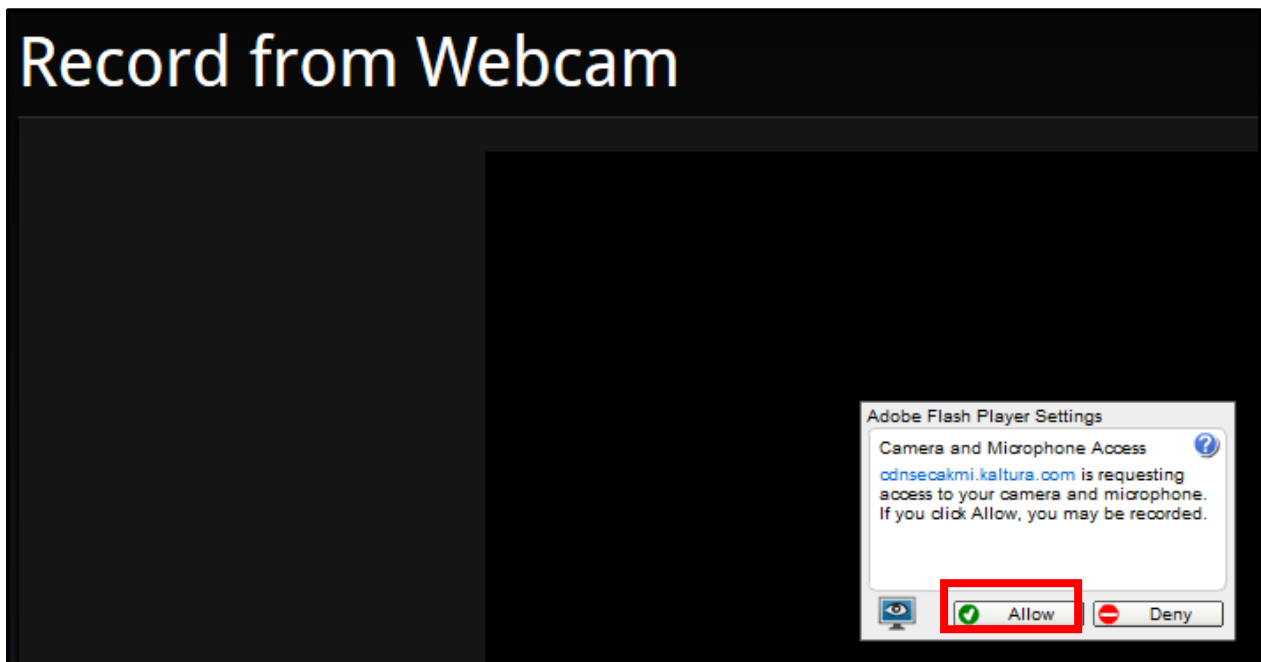 Record from Webcam
Adobe Flash Player Settings
Camera and Microphone Access
?
cdnsecakmi.kaltura.com is requesting
access to your camera and microphone.
If you click Allow, you may be recorded.
Allow
Deny